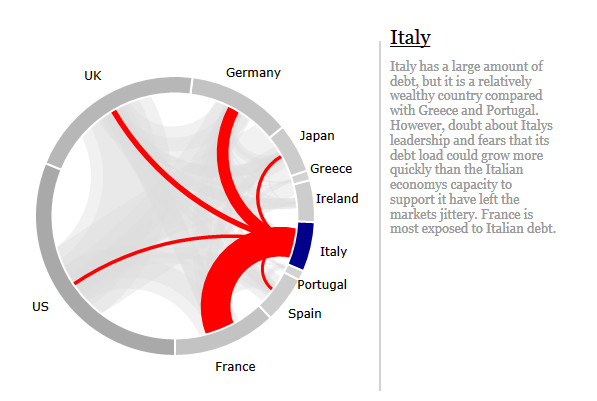 Italy
Italy has a large amount of
debt, but it is a relatively
wealthy country compared
with Greece and Portugal.
However, doubt about Italys
leadership and fears that its
debt load could grow more
quickly than the Italian
economys capacity to
support it have left the
markets jittery. France is
most exposed to Italian debt.
UK
Germany
Japan
Greece
Ireland
Italy
Portugal
Spain
France
US